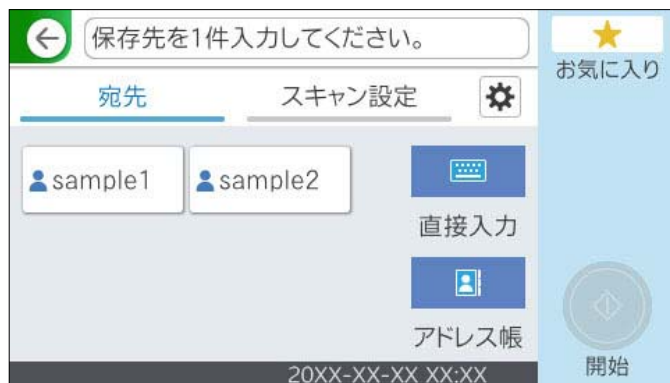 保存先を1件入力してください。
お気に入り
宛先 スキャン設定
sample1 sample2
直接入力
アドレス帳
開始
20XX-XX-XX XX:XX